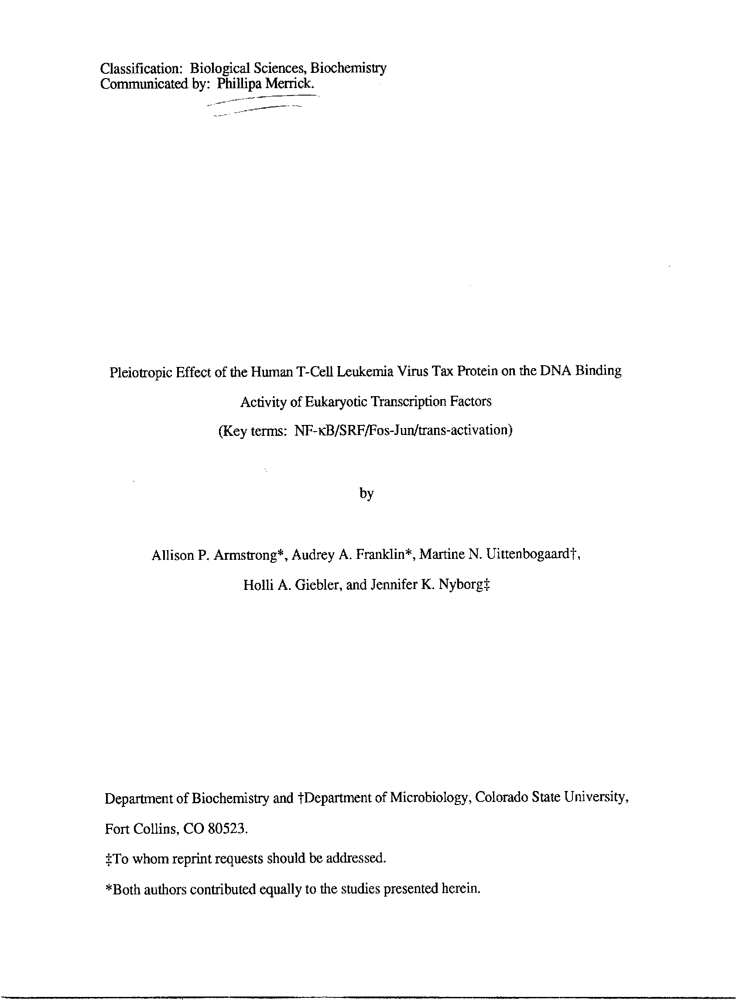 Classification: Biological Sciences, Biochemistry
Communicated by: Phillipa Merrick.
Pleiotropic Effect of the Human T-Cell Leukemia Virus Tax Protein on the DNA Binding
Activity of Eukaryotic Transcription Factors
(Key terms: NF-κB/SRF/Fos-Jun/trans-activation)
by
Allison P. Armstrong*, Audrey A. Franklin*, Martine N. Uittenbogaard†,
Holli A. Giebler, and Jennifer K. Nyborg‡
Department of Biochemistry and †Department of Microbiology, Colorado State University,
Fort Collins, CO 80523.
‡To whom reprint requests should be addressed.
*Both authors contributed equally to the studies presented herein.